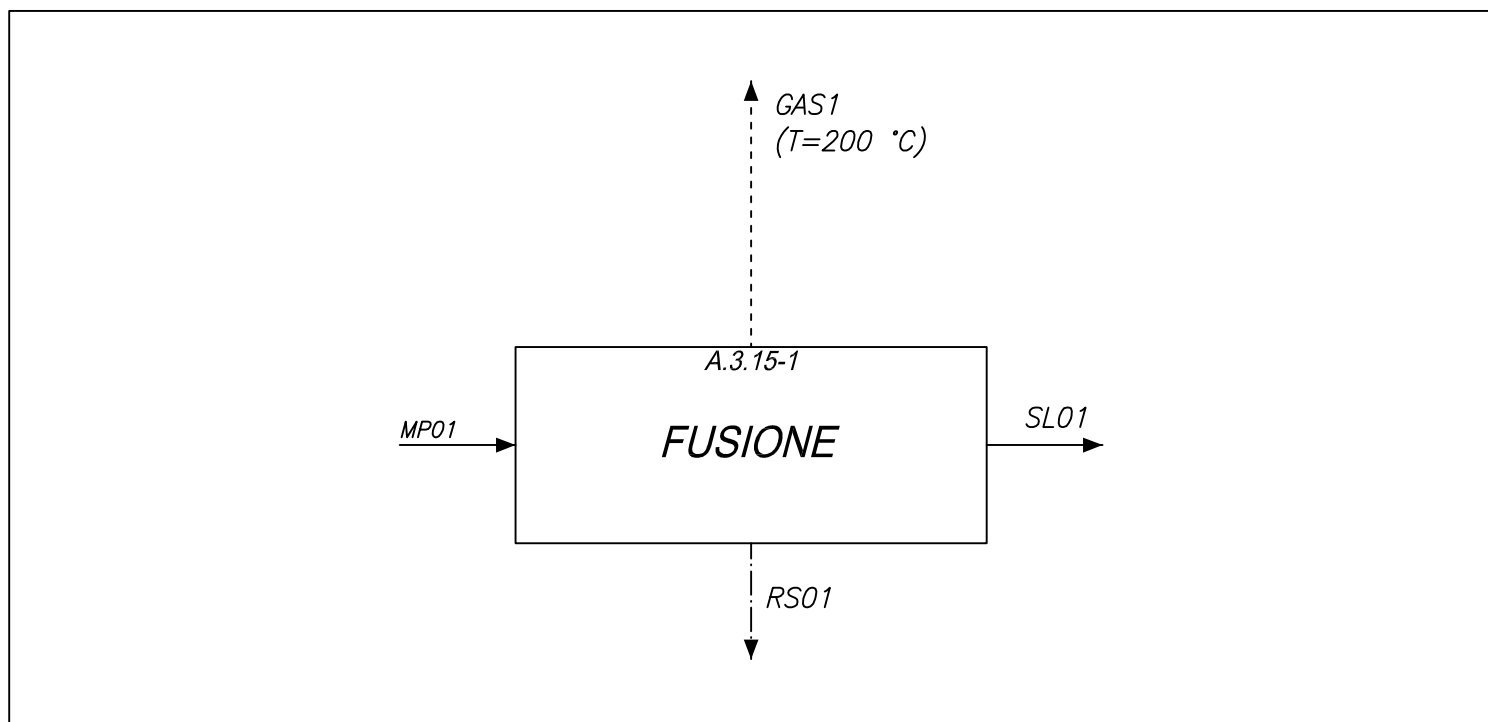 GAS1
(T=200 °C)
A.3.15-1
MP01
FUSIONE
SL01
RS01